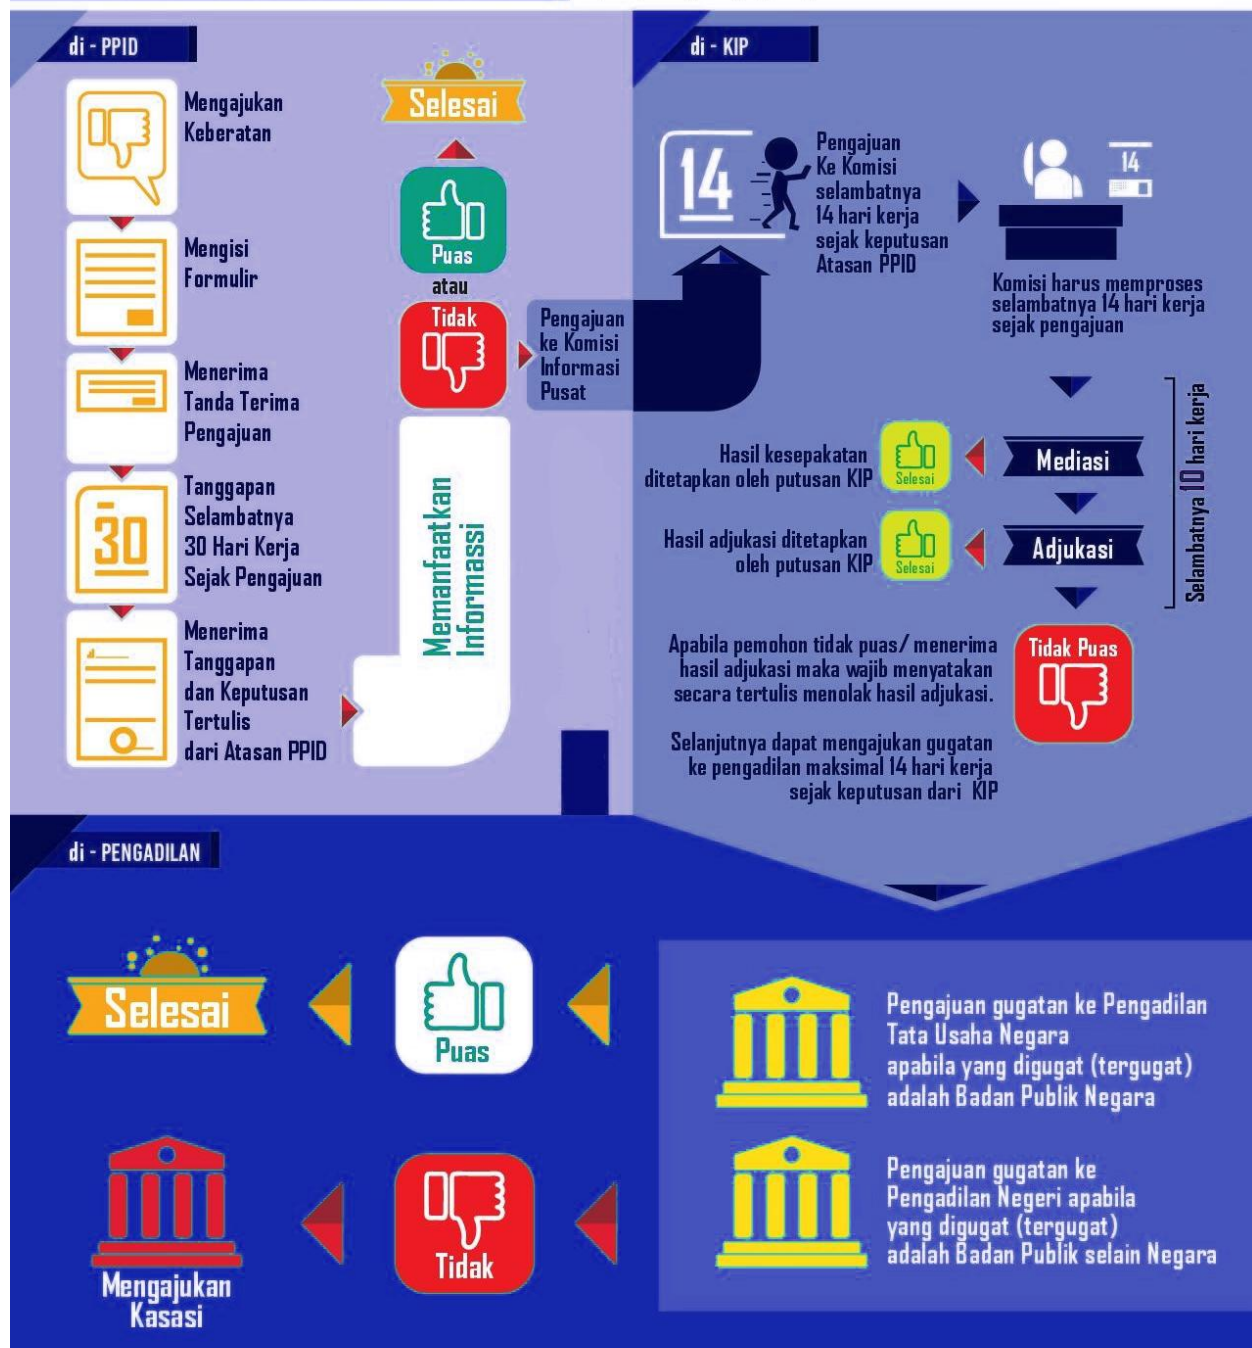 di - PPID
Mengajukan
Keberatan
Mengisi
Formulir
Menerima
Tanda Terima
Pengajuan
30
Tanggapan
Selambatnya
30 Hari Kerja
Sejak Pengajuan
Menerima
Tanggapan
dan Keputusan
Tertulis
dari Atasan PPID
Memanfaatkan
Informassi
Selesai
Puas
atau
Tidak
Pengajuan
ke Komisi
Informasi
Pusat
di - KIP
14
Pengajuan
Ke Komisi
selambatnya
14 hari kerja
sejak keputusan
Atasan PPID
14
Komisi harus memproses
selambatnya 14 hari kerja
sejak pengajuan
Selambatnya 10 hari kerja
Mediasi
Selesai
Hasil kesepakatan
ditetapkan oleh putusan KIP
Adjukasi
Selesai
Hasil adjukasi ditetapkan
oleh putusan KIP
Tidak Puas
Apabila pemohon tidak puas/ menerima
hasil adjukasi maka wajib menyatakan
secara tertulis menolak hasil adjukasi.
Selanjutnya dapat mengajukan gugatan
ke pengadilan maksimal 14 hari kerja
sejak keputusan dari KIP
di - PENGADILAN
Pengajuan gugatan ke Pengadilan
Tata Usaha Negara
apabila yang digugat (tergugat)
adalah Badan Publik Negara
Pengajuan gugatan ke
Pengadilan Negeri apabila
yang digugat (tergugat)
adalah Badan Publik selain Negara
Puas
Selesai
Tidak
Mengajukan
Kasasi